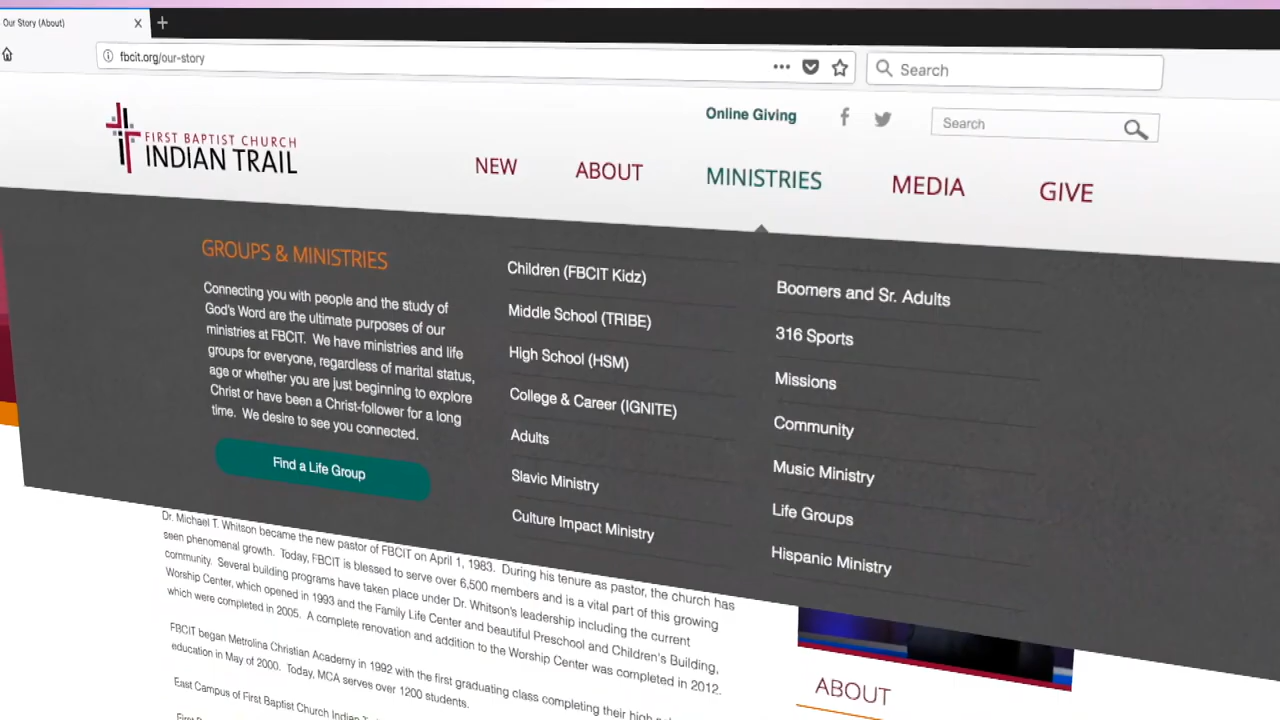 Our Story (About)
fbcit.org/our-story
Search
Online Giving
Search
FIRST BAPTIST CHURCH
INDIAN TRAIL
NEW
ABOUT
MINISTRIES
MEDIA
GIVE
GROUPS & MINISTRIES
Connecting you with people and the study of
God's Word are the ultimate purposes of our
ministries at FBCIT. We have ministries and life
groups for everyone, regardless of marital status,
age or whether you are just beginning to explore
Christ or have been a Christ-follower for a long
time. We desire to see you connected.
Find a Life Group
Children (FBCIT Kidz)
Middle School (TRIBE)
High School (HSM)
College & Career (IGNITE)
Adults
Slavic Ministry
Culture Impact Ministry
Boomers and Sr. Adults
316 Sports
Missions
Community
Music Ministry
Life Groups
Hispanic Ministry
Dr. Michael T. Whitson became the new pastor of FBCIT on April 1, 1983. During his tenure as pastor, the church has
seen phenomenal growth. Today, FBCIT is blessed to serve over 6,500 members and is a vital part of this growing
community. Several building programs have taken place under Dr. Whitson's leadership including the current
Worship Center, which opened in 1993 and the Family Life Center and beautiful Preschool and Children's Building,
which were completed in 2005. A complete renovation and addition to the Worship Center was completed in 2012.
FBCIT began Metrolina Christian Academy in 1992 with the first graduating class completing their high
education in May of 2000. Today, MCA serves over 1200 students.
East Campus of First Baptist Church Indian
First
ABOUT